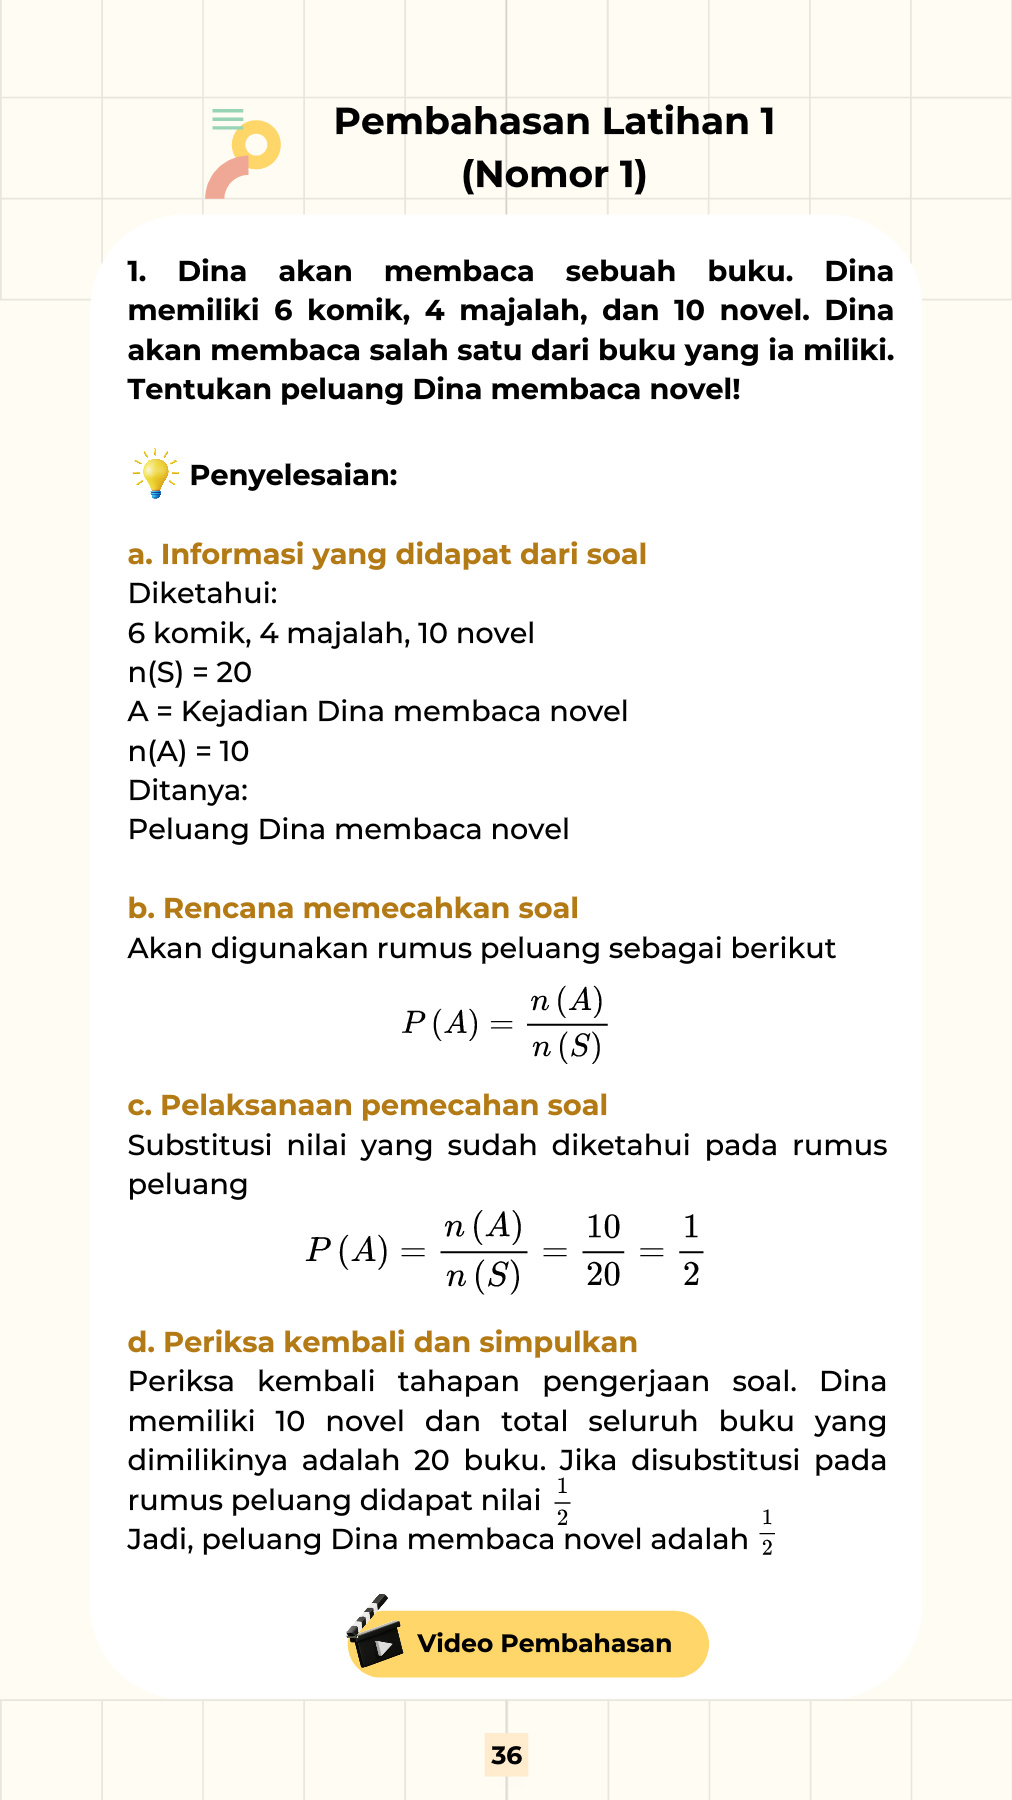 Pembahasan Latihan 1
(Nomor 1)
1. Dina akan membaca sebuah buku. Dina
memiliki 6 komik, 4 majalah, dan 10 novel. Dina
akan membaca salah satu dari buku yang ia miliki.
Tentukan peluang Dina membaca novel!
Penyelesaian:
a. Informasi yang didapat dari soal
Diketahui:
6 komik, 4 majalah, 10 novel
n(S) = 20
A = Kejadian Dina membaca novel
n(A) = 10
Ditanya:
Peluang Dina membaca novel
b. Rencana memecahkan soal
Akan digunakan rumus peluang sebagai berikut
P (A) = n (A) / n (S)
c. Pelaksanaan pemecahan soal
Substitusi nilai yang sudah diketahui pada rumus
peluang
P (A) = n (A) / n (S) = 10/20 = 1/2
d. Periksa kembali dan simpulkan
Periksa kembali tahapan pengerjaan soal. Dina
memiliki 10 novel dan total seluruh buku yang
dimilikinya adalah 20 buku. Jika disubstitusi pada
rumus peluang didapat nilai 1/2
Jadi, peluang Dina membaca novel adalah 1/2
Video Pembahasan
36